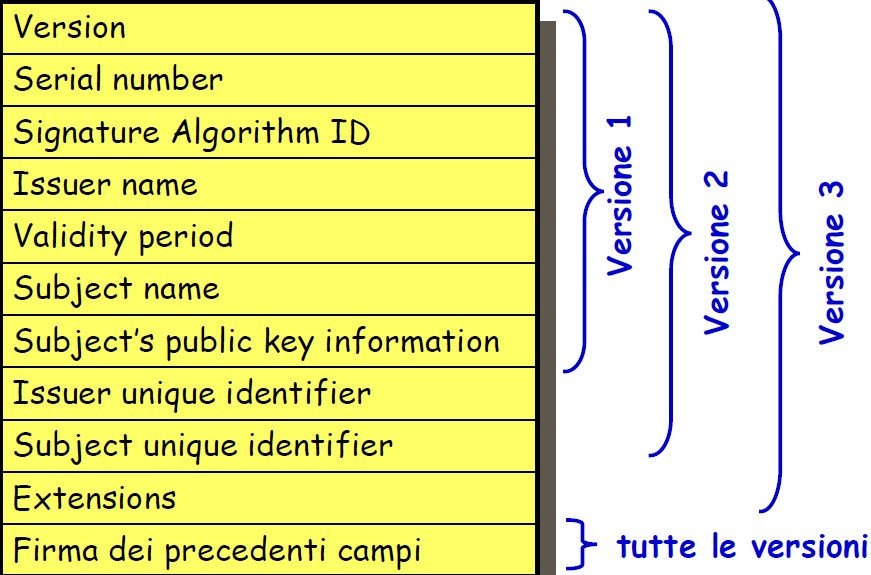 Version
Serial number
Signature Algorithm ID
Issuer name
Validity period
Subject name
Subject's public key information
Issuer unique identifier
Subject unique identifier
Extensions
Firma dei precedenti campi
Versione 1
Versione 2
Versione 3
tutte le versioni